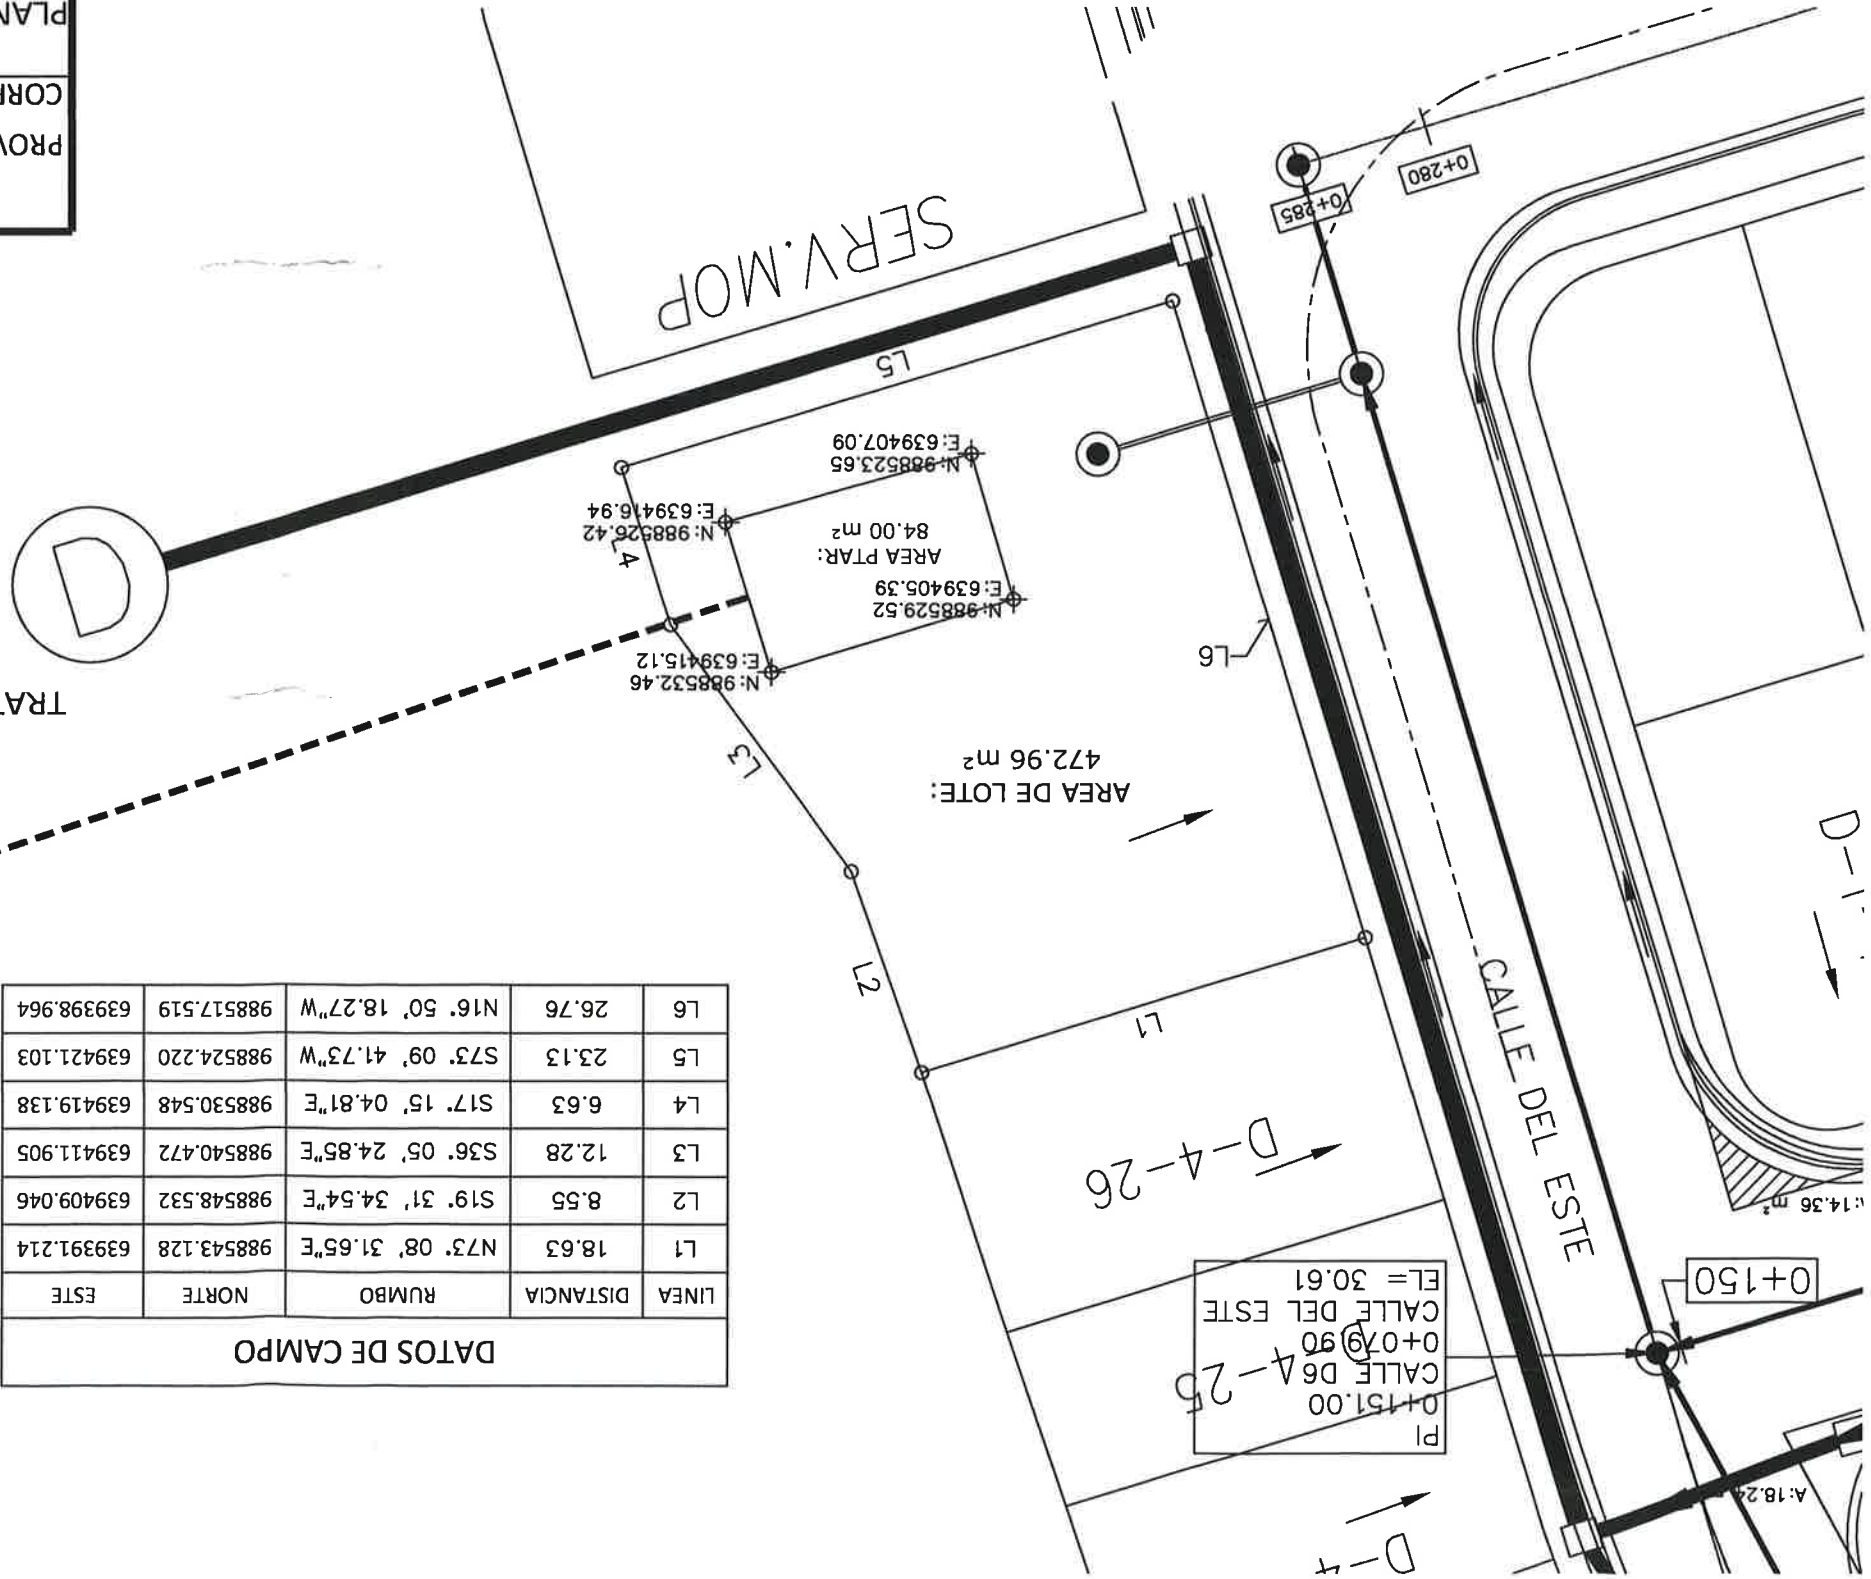 PI
0+151.00
CALLE D6
0+079.90
CALLE DEL ESTE
EL= 30.61
0+150
D-4-25
D-4-26
CALLE DEL ESTE
DATOS DE CAMPO
LINEA DISTANCIA RUMBO NORTE ESTE
L1 18.63 N73° 08' 31.65"E 988543.128 639391.214
L2 8.55 S19° 31' 34.54"E 988548.532 639409.046
L3 12.28 S36° 05' 24.85"E 988540.472 639411.905
L4 6.63 S17° 15' 04.81"E 988530.548 639419.138
L5 23.13 S73° 09' 41.73"W 988524.220 639421.103
L6 26.76 N16° 50' 18.27"W 988517.519 639398.964
L1
L2
AREA DE LOTE:
472.96 m²
L3
L6
N: 988532.46
E: 639415.12
N: 988529.52
E: 639405.39
AREA PTAR:
84.00 m²
N: 988526.42
E: 639416.94
L4
N: 988523.65
E: 639407.09
L5
SERV.MOP
0+285
0+280
D
D-4
A:18.24
:14.36 m²
D-1
TRAT
PROV
CORR
PLAN